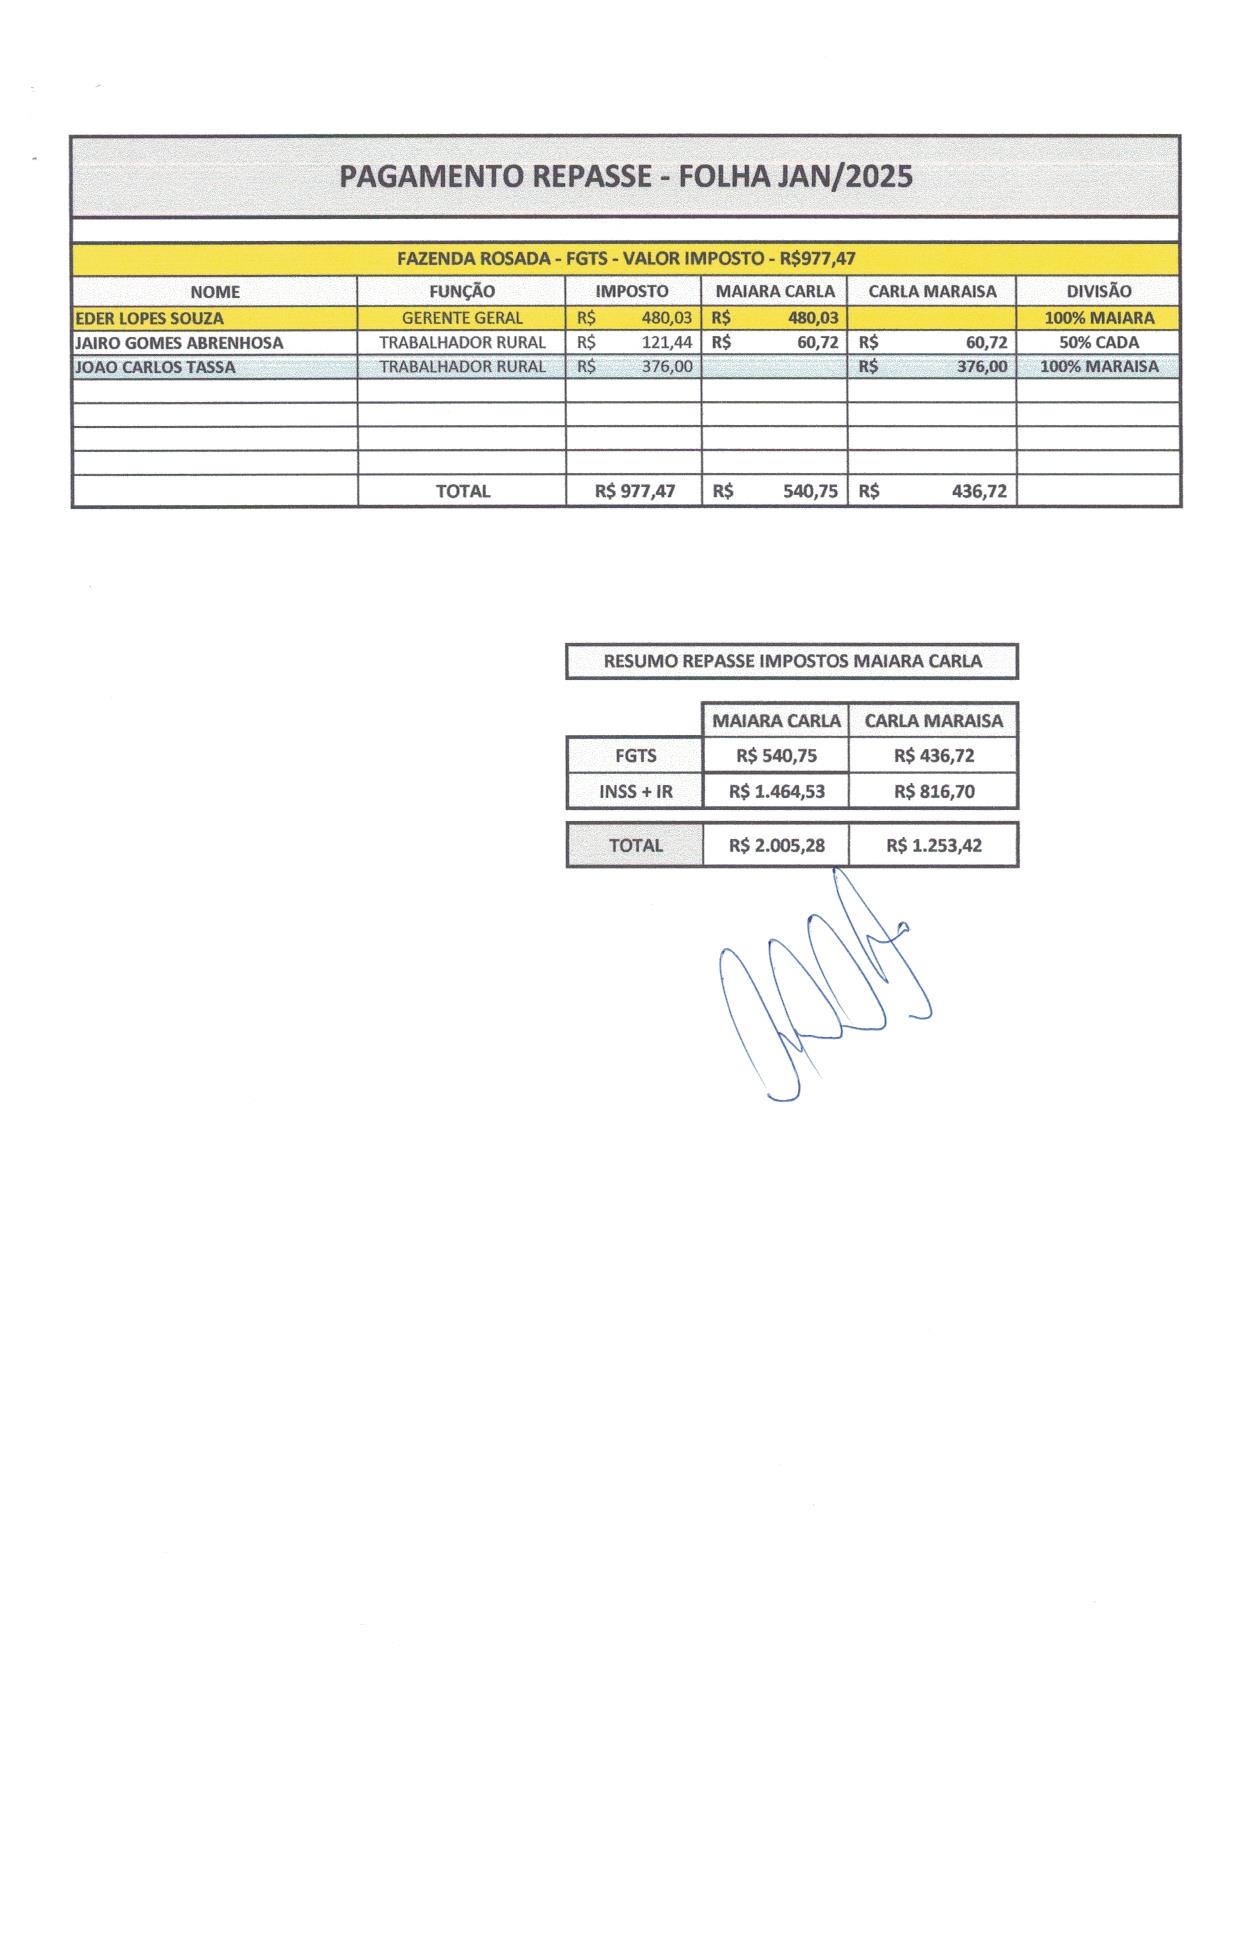 PAGAMENTO REPASSE - FOLHA JAN/2025
FAZENDA ROSADA - FGTS - VALOR IMPOSTO - R$977,47
NOME FUNÇÃO IMPOSTO MAIARA CARLA CARLA MARAISA DIVISÃO
EDER LOPES SOUZA GERENTE GERAL R$ 480,03 R$ 480,03 100% MAIARA
JAIRO GOMES ABRENHOSA TRABALHADOR RURAL R$ 121,44 R$ 60,72 R$ 60,72 50% CADA
JOAO CARLOS TASSA TRABALHADOR RURAL R$ 376,00 R$ 376,00 100% MARAISA
TOTAL R$ 977,47 R$ 540,75 R$ 436,72
RESUMO REPASSE IMPOSTOS MAIARA CARLA
MAIARA CARLA CARLA MARAISA
FGTS R$ 540,75 R$ 436,72
INSS + IR R$ 1.464,53 R$ 816,70
TOTAL R$ 2.005,28 R$ 1.253,42